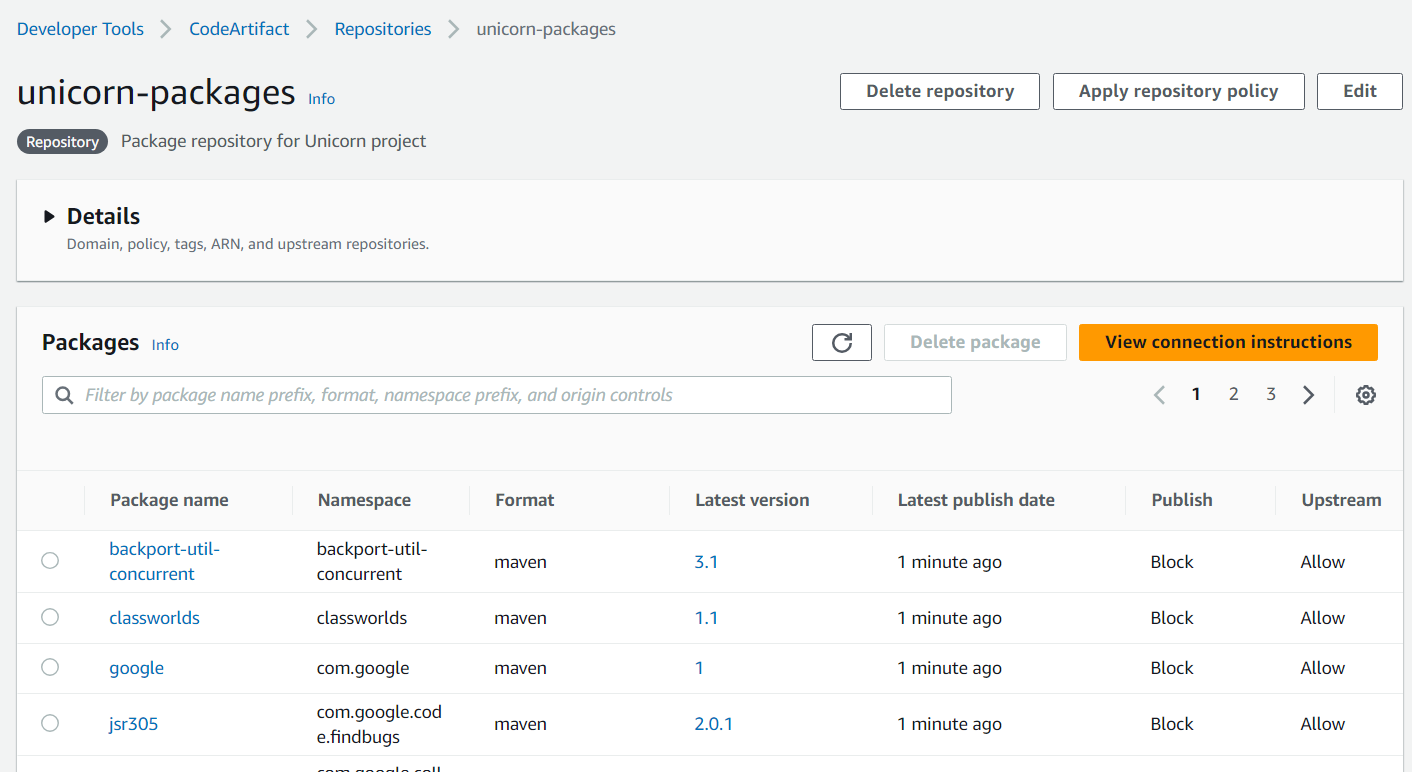 Developer Tools CodeArtifact Repositories unicorn-packages
unicorn-packages Info
Delete repository Apply repository policy Edit
Repository Package repository for Unicorn project
Details
Domain, policy, tags, ARN, and upstream repositories.
Packages Info
Delete package View connection instructions
Filter by package name prefix, format, namespace prefix, and origin controls
1 2 3
Package name Namespace Format Latest version Latest publish date Publish Upstream
backport-util-concurrent backport-util-concurrent maven 3.1 1 minute ago Block Allow
classworlds classworlds maven 1.1 1 minute ago Block Allow
google com.google maven 1 1 minute ago Block Allow
jsr305 com.google.code.findbugs maven 2.0.1 1 minute ago Block Allow